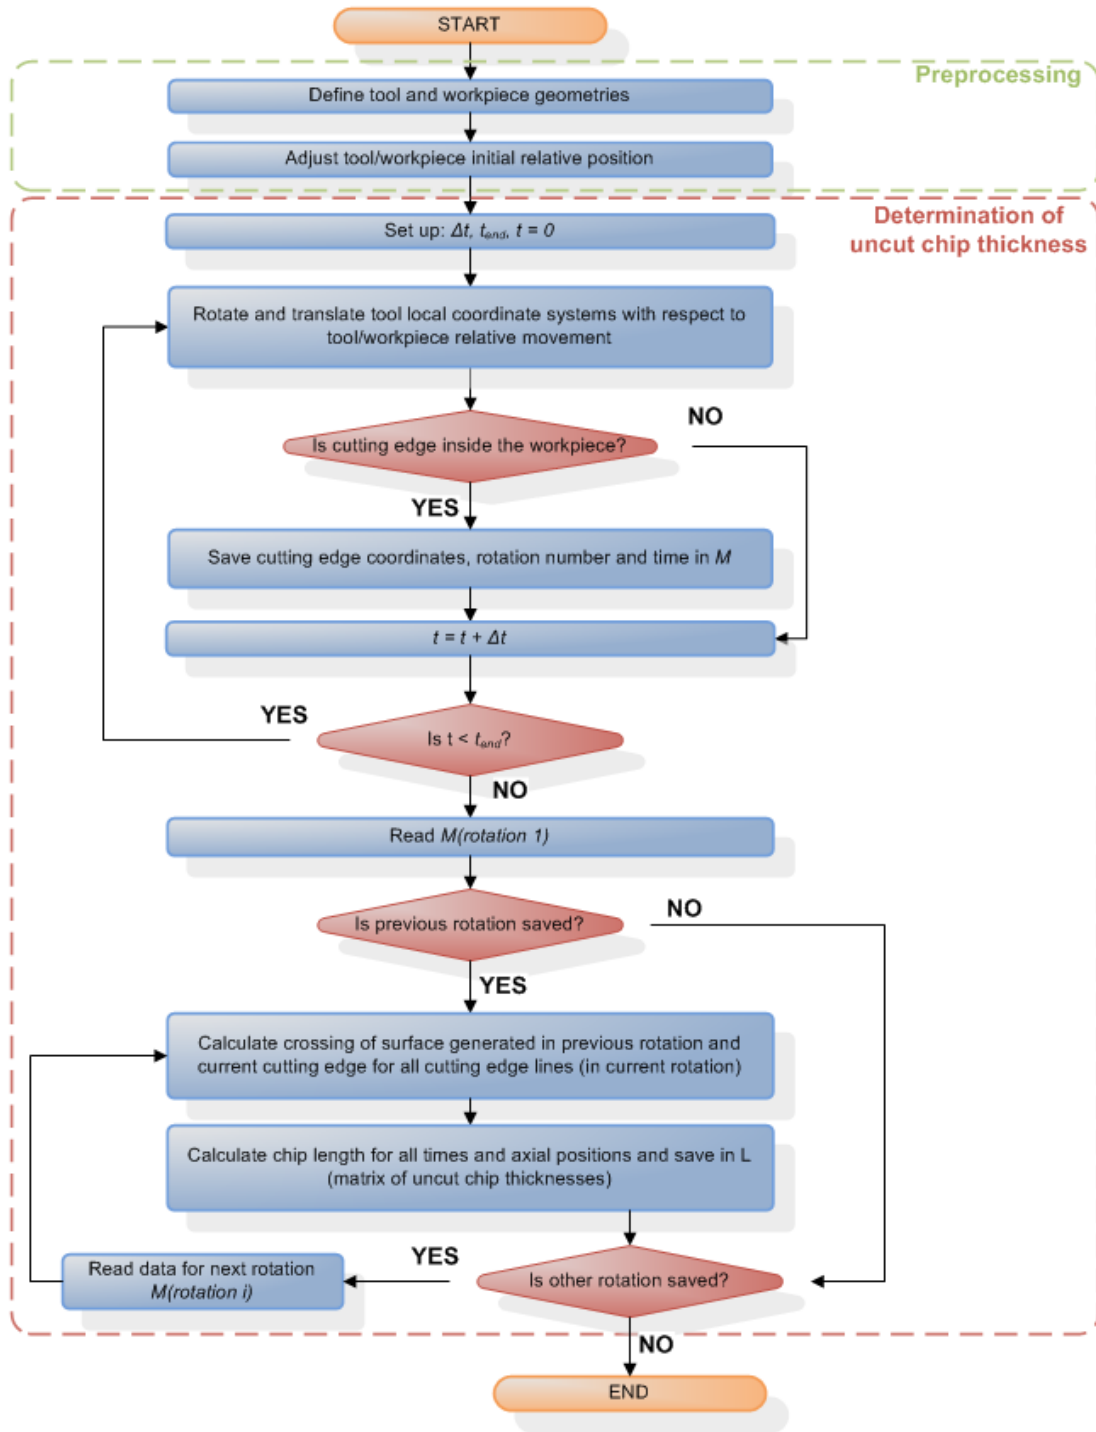 START
Preprocessing
Define tool and workpiece geometries
Adjust tool/workpiece initial relative position
Determination of
uncut chip thickness
Set up: Δt, t_end, t = 0
Rotate and translate tool local coordinate systems with respect to
tool/workpiece relative movement
NO
Is cutting edge inside the workpiece?
YES
Save cutting edge coordinates, rotation number and time in M
t = t + Δt
YES
Is t < t_end?
NO
Read M(rotation 1)
NO
Is previous rotation saved?
YES
Calculate crossing of surface generated in previous rotation and
current cutting edge for all cutting edge lines (in current rotation)
Calculate chip length for all times and axial positions and save in L
(matrix of uncut chip thicknesses)
YES
Read data for next rotation
M(rotation i)
Is other rotation saved?
NO
END